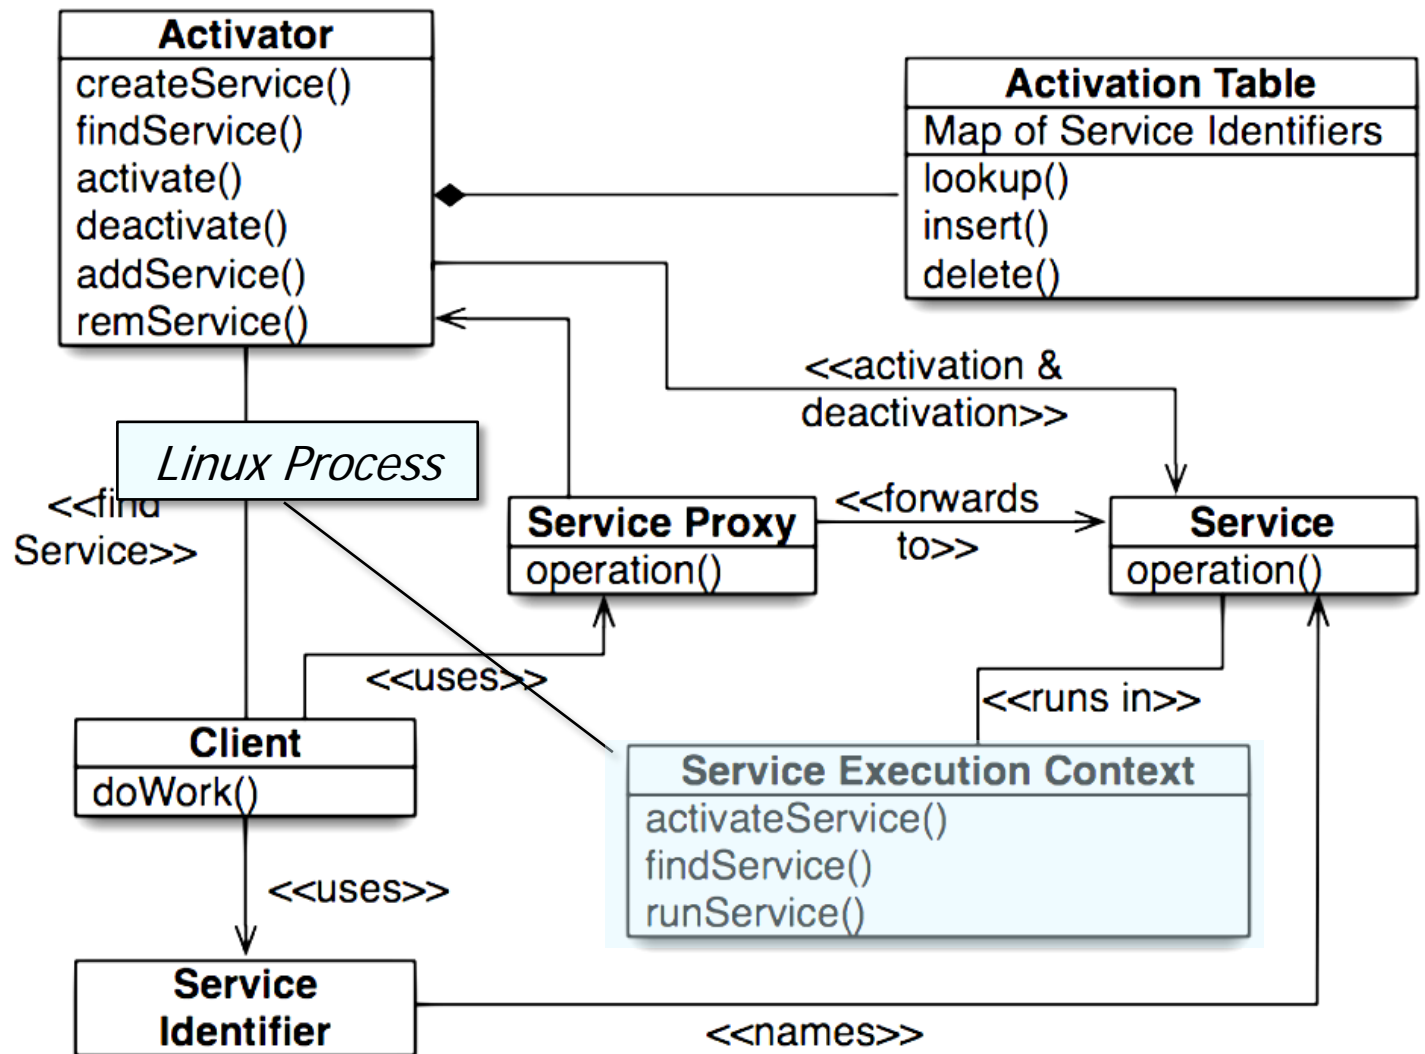 Activator
createService()
findService()
activate()
deactivate()
addService()
remService()
Activation Table
Map of Service Identifiers
lookup()
insert()
delete()
<<activation &
deactivation>>
Linux Process
<<find
Service>>
Service Proxy
operation()
<<forwards
to>>
Service
operation()
<<uses>>
<<runs in>>
Client
doWork()
Service Execution Context
activateService()
findService()
runService()
<<uses>>
Service
Identifier
<<names>>